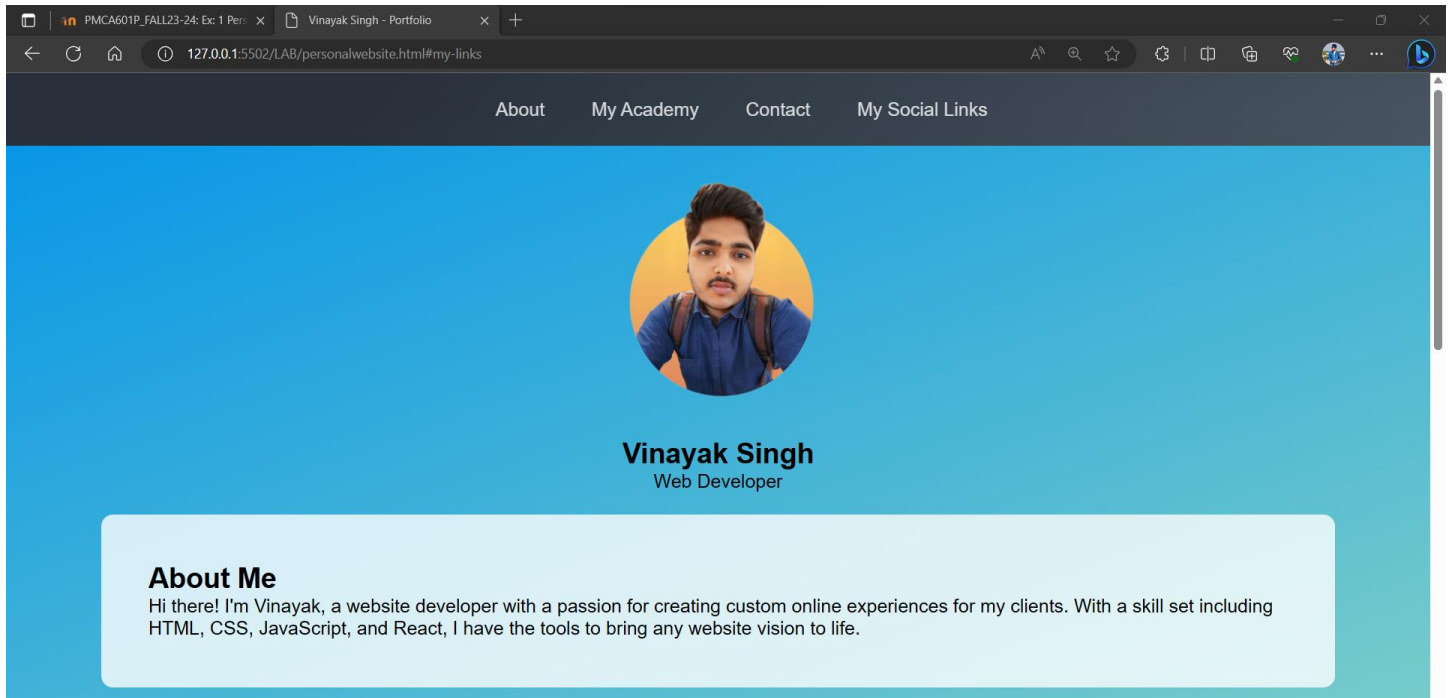 PMCA601P_FALL23-24: Ex: 1 Pers
Vinayak Singh - Portfolio
127.0.0.1:5502/LAB/personalwebsite.html#my-links
About My Academy Contact My Social Links
Vinayak Singh
Web Developer
About Me
Hi there! I'm Vinayak, a website developer with a passion for creating custom online experiences for my clients. With a skill set including
HTML, CSS, JavaScript, and React, I have the tools to bring any website vision to life.